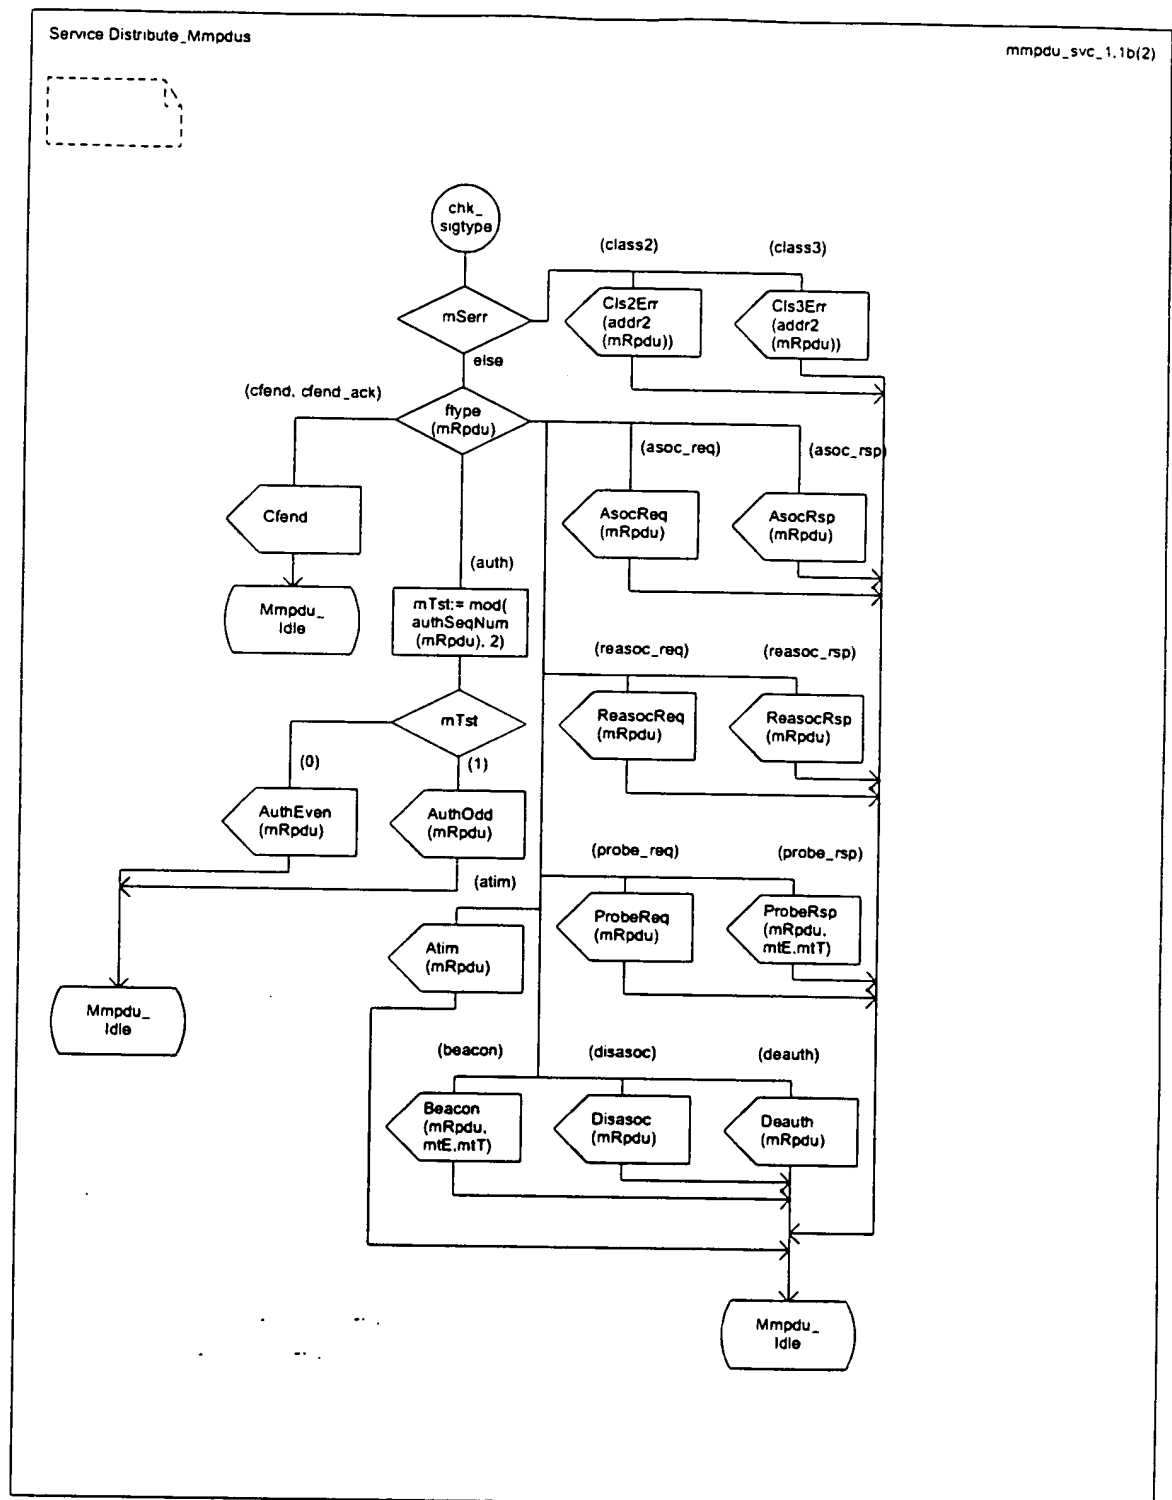 Service Distribute_Mmpdus
mmpdu_svc_1.1b(2)
chk_
sigtype
(class2)
(class3)
mSerr
Cls2Err
(addr2
(mRpdu))
Cls3Err
(addr2
(mRpdu))
else
(cfend, cfend_ack)
ftype
(mRpdu)
(asoc_req)
(asoc_rsp)
Cfend
AsocReq
(mRpdu)
AsocRsp
(mRpdu)
(auth)
Mmpdu_
Idle
mTst:= mod(
authSeqNum
(mRpdu), 2)
(reasoc_req)
(reasoc_rsp)
mTst
ReasocReq
(mRpdu)
ReasocRsp
(mRpdu)
(0)
(1)
AuthEven
(mRpdu)
AuthOdd
(mRpdu)
(probe_req)
(probe_rsp)
(atim)
Atim
(mRpdu)
ProbeReq
(mRpdu)
ProbeRsp
(mRpdu,
mtE,mtT)
Mmpdu_
Idle
(beacon)
(disasoc)
(deauth)
Beacon
(mRpdu,
mtE,mtT)
Disasoc
(mRpdu)
Deauth
(mRpdu)
Mmpdu_
Idle